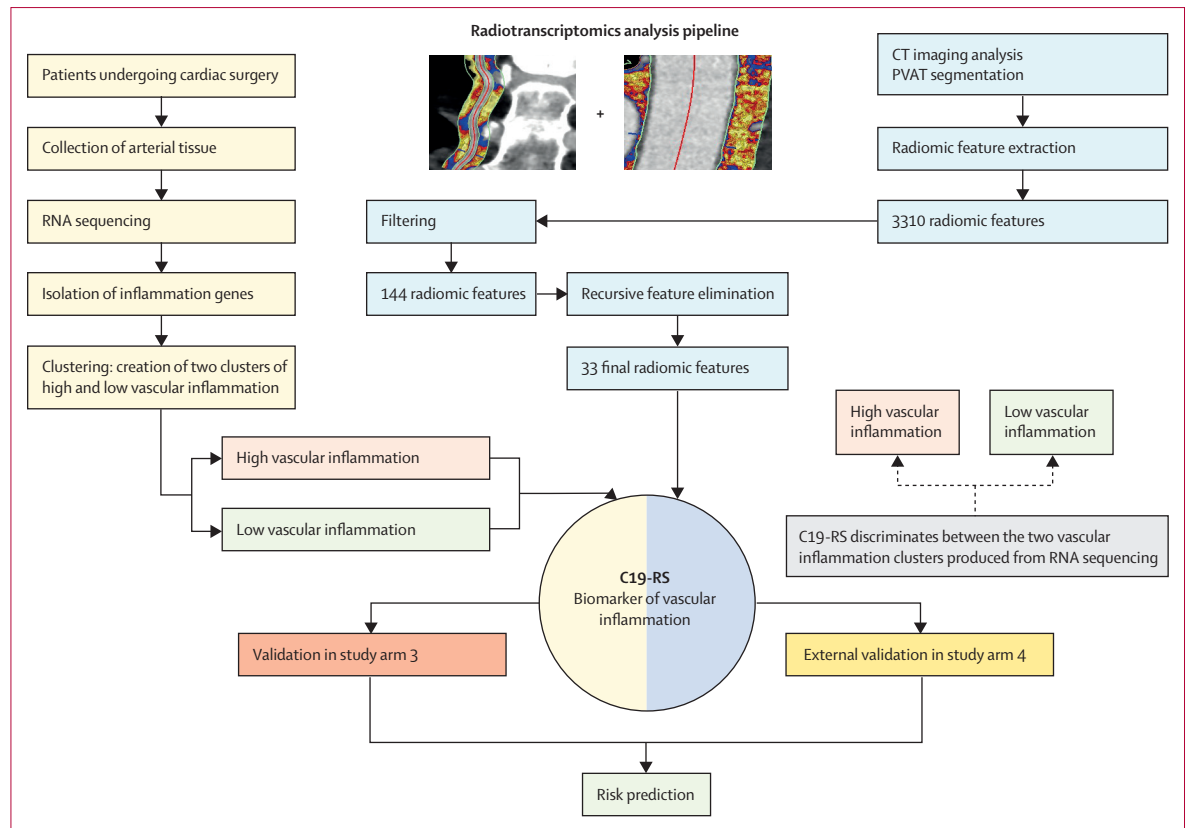 Radiotranscriptomics analysis pipeline
Patients undergoing cardiac surgery
Collection of arterial tissue
RNA sequencing
Isolation of inflammation genes
Clustering: creation of two clusters of
high and low vascular inflammation
+
CT imaging analysis
PVAT segmentation
Radiomic feature extraction
3310 radiomic features
Filtering
144 radiomic features
Recursive feature elimination
33 final radiomic features
High vascular inflammation
Low vascular inflammation
High vascular
inflammation
Low vascular
inflammation
C19-RS discriminates between the two vascular
inflammation clusters produced from RNA sequencing
C19-RS
Biomarker of vascular
inflammation
Validation in study arm 3
External validation in study arm 4
Risk prediction